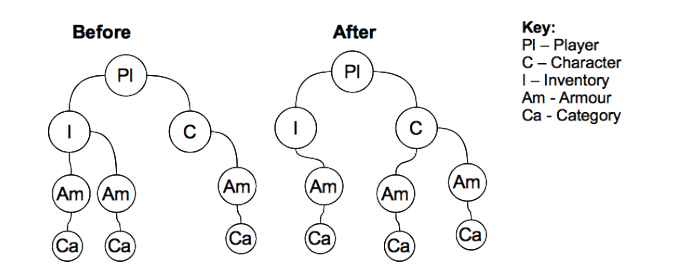 Before
After
Key:
Pl – Player
C – Character
I – Inventory
Am - Armour
Ca - Category
Pl
Pl
I
C
I
C
Am
Am
Am
Am
Am
Am
Ca
Ca
Ca
Ca
Ca
Ca